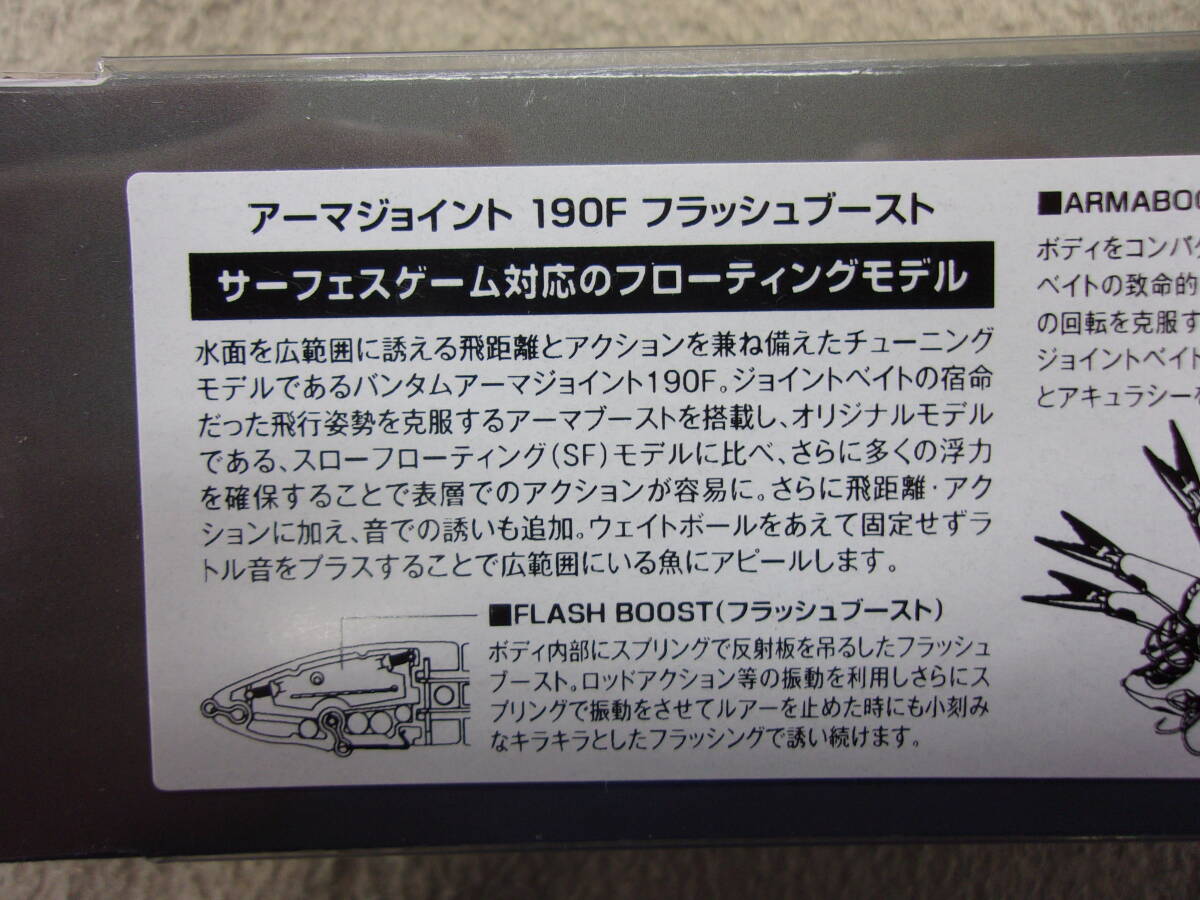 アーマジョイント 190F フラッシュブースト
サーフェスゲーム対応のフローティングモデル
水面を広範囲に誘える飛距離とアクションを兼ね備えたチューニング
モデルであるバンタムアーマジョイント190F。ジョイントベイトの宿命
だった飛行姿勢を克服するアーマブーストを搭載し、オリジナルモデル
である、スローフローティング(SF)モデルに比べ、さらに多くの浮力
を確保することで表層でのアクションが容易に。さらに飛距離・アク
ションに加え、音での誘いも追加。ウェイトボールをあえて固定せずラ
トル音をプラスすることで広範囲にいる魚にアピールします。
■FLASH BOOST(フラッシュブースト)
ボディ内部にスプリングで反射板を吊るしたフラッシュ
ブースト。ロッドアクション等の振動を利用しさらにス
プリングで振動をさせてルアーを止めた時にも小刻み
なキラキラとしたフラッシングで誘い続けます。
■ARMABOO
ボディをコンパク
ベイトの致命的
の回転を克服す
ジョイントベイト
とアキュラシーを